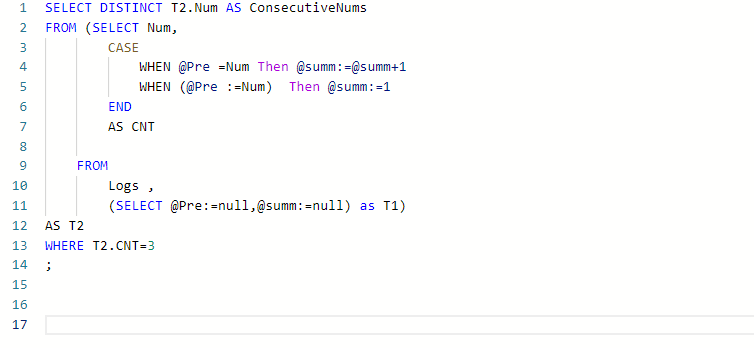 1 SELECT DISTINCT T2.Num AS ConsecutiveNums
2 FROM (SELECT Num,
3 CASE
4 WHEN @Pre =Num Then @summ:=@summ+1
5 WHEN (@Pre :=Num)  Then @summ:=1
6 END
7 AS CNT
8
9 FROM
10 Logs ,
11 (SELECT @Pre:=null,@summ:=null) as T1)
12 AS T2
13 WHERE T2.CNT=3
14 ;
15
16
17